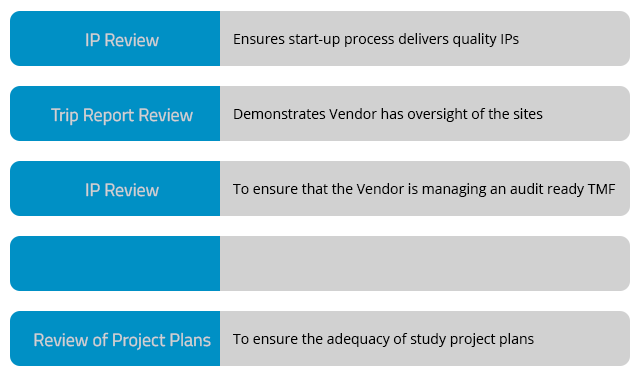 IP Review
Ensures start-up process delivers quality IPs
Trip Report Review
Demonstrates Vendor has oversight of the sites
IP Review
To ensure that the Vendor is managing an audit ready TMF
Review of Project Plans
To ensure the adequacy of study project plans